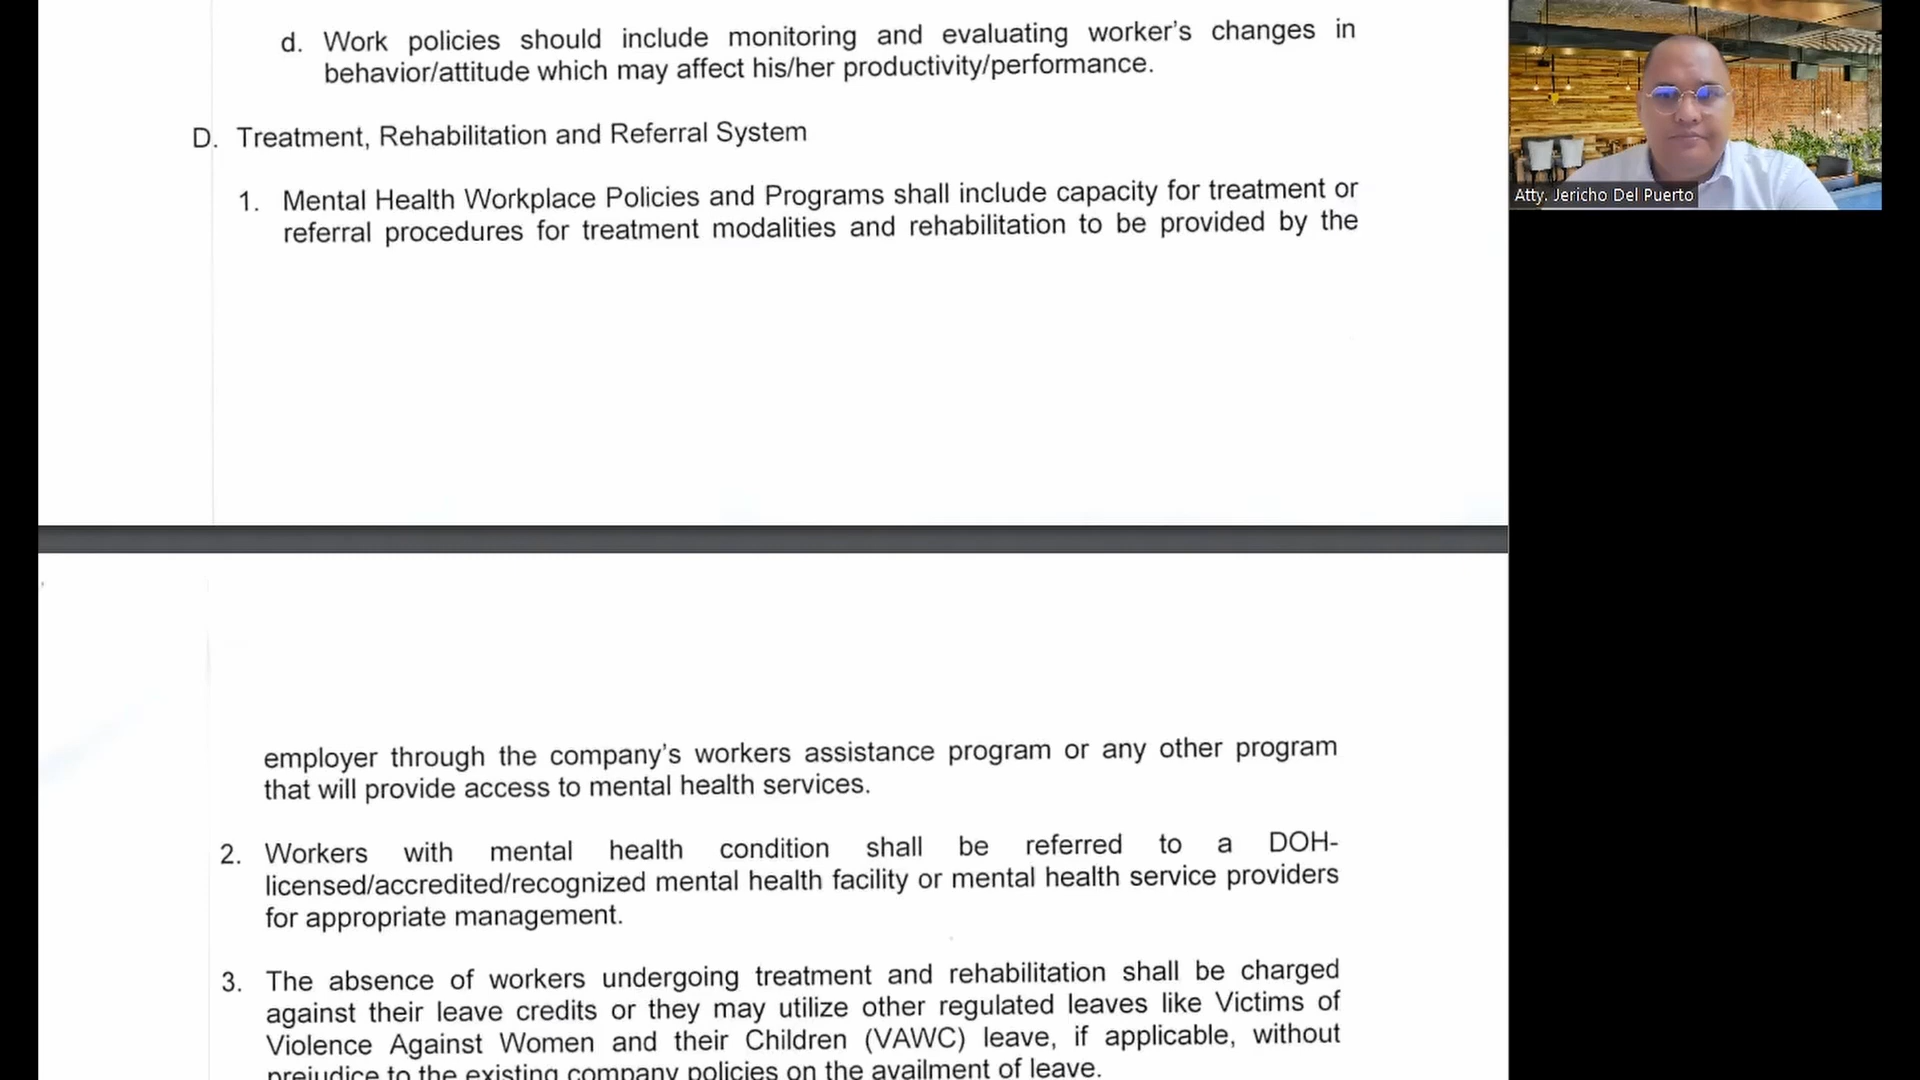 d. Work policies should include monitoring and evaluating worker's changes in
behavior/attitude which may affect his/her productivity/performance.
D. Treatment, Rehabilitation and Referral System
1. Mental Health Workplace Policies and Programs shall include capacity for treatment or
referral procedures for treatment modalities and rehabilitation to be provided by the
employer through the company's workers assistance program or any other program
that will provide access to mental health services.
2. Workers with mental health condition shall be referred to a DOH-
licensed/accredited/recognized mental health facility or mental health service providers
for appropriate management.
3. The absence of workers undergoing treatment and rehabilitation shall be charged
against their leave credits or they may utilize other regulated leaves like Victims of
Violence Against Women and their Children (VAWC) leave, if applicable, without
prejudice to the existing company policies on the availment of leave.
Atty. Jericho Del Puerto